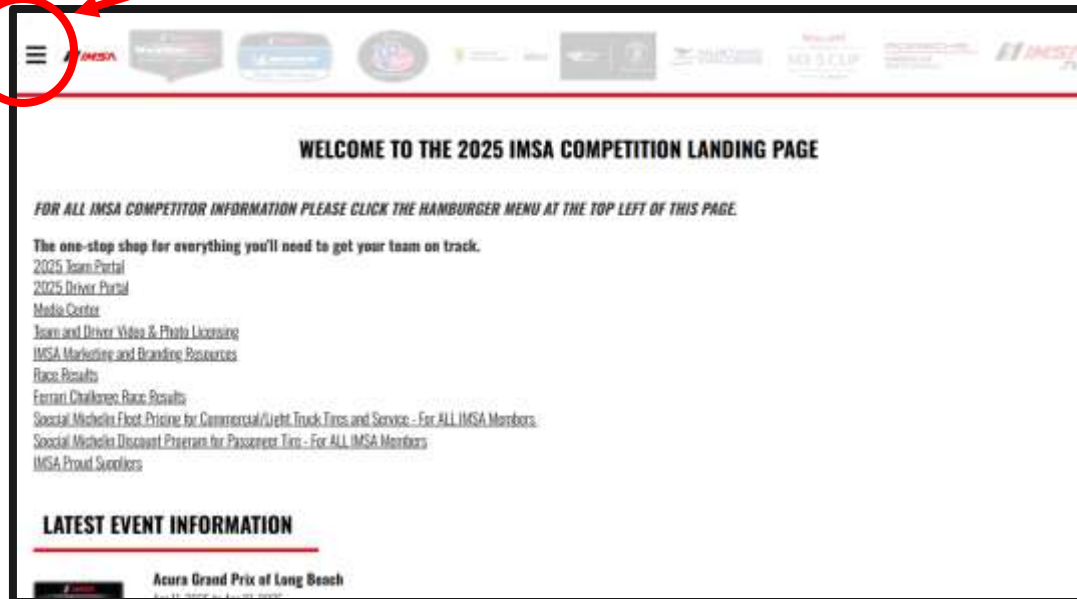 IMSA
WELCOME TO THE 2025 IMSA COMPETITION LANDING PAGE
FOR ALL IMSA COMPETITOR INFORMATION PLEASE CLICK THE HAMBURGER MENU AT THE TOP LEFT OF THIS PAGE.
The one-stop shop for everything you'll need to get your team on track.
2025 Team Portal
2025 Driver Portal
Media Center
Team and Driver Video & Photo Licensing
IMSA Marketing and Branding Resources
Race Results
Ferrari Challenge Race Results
Special Michelin Fleet Pricing for Commercial/Light Truck Tires and Service - For ALL IMSA Members
Special Michelin Discount Program for Passenger Tire - For ALL IMSA Members
IMSA Proud Suppliers
LATEST EVENT INFORMATION
Acura Grand Prix of Long Beach